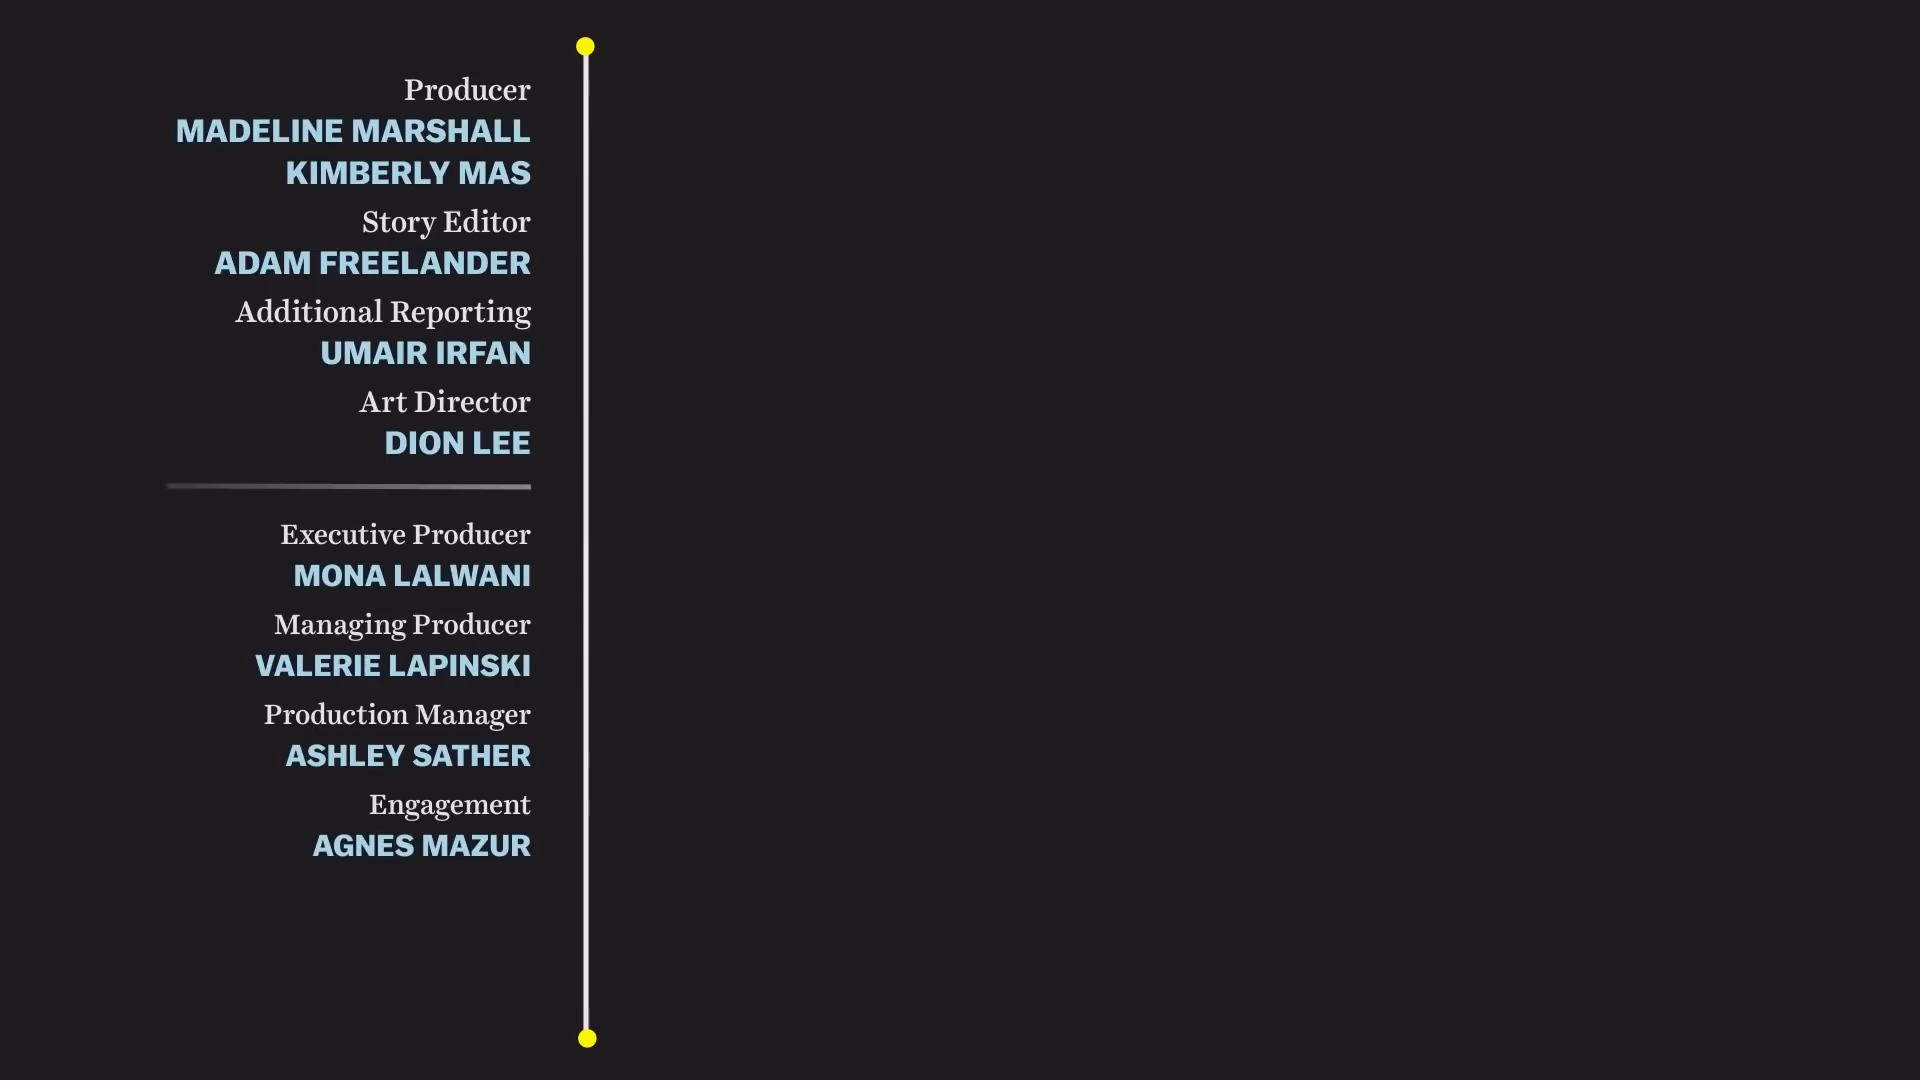 Producer
MADELINE MARSHALL
KIMBERLY MAS
Story Editor
ADAM FREELANDER
Additional Reporting
UMAIR IRFAN
Art Director
DION LEE
Executive Producer
MONA LALWANI
Managing Producer
VALERIE LAPINSKI
Production Manager
ASHLEY SATHER
Engagement
AGNES MAZUR